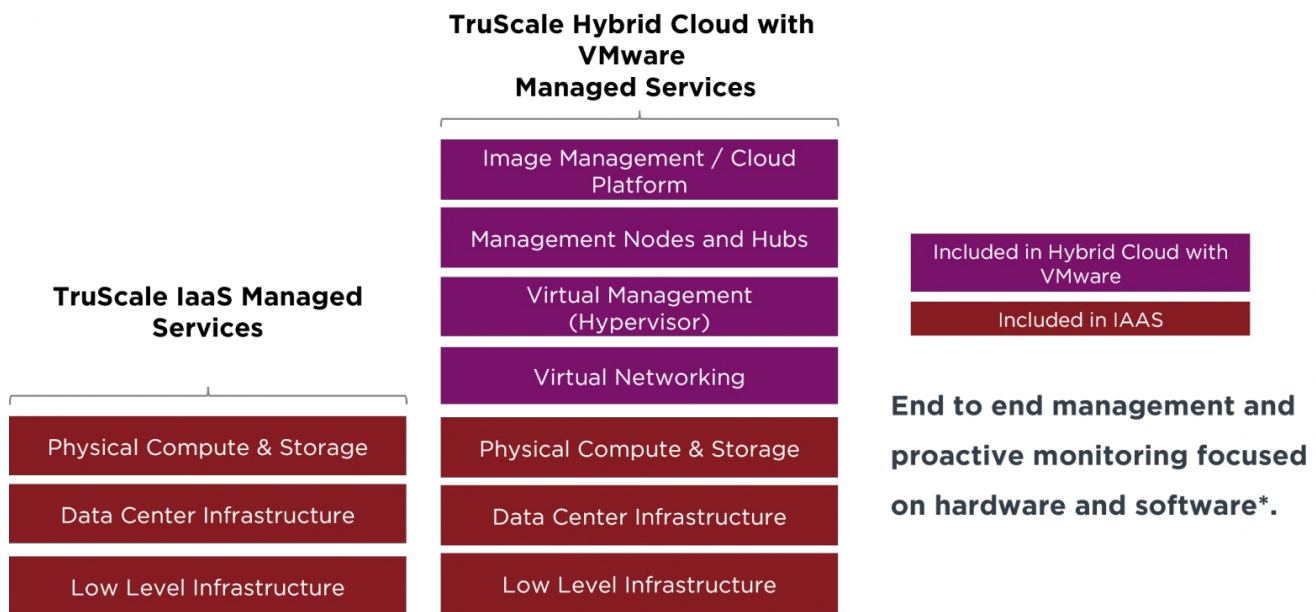 TruScale Hybrid Cloud with
VMware
Managed Services
Image Management / Cloud
Platform
Management Nodes and Hubs
Virtual Management
(Hypervisor)
Virtual Networking
Physical Compute & Storage
Data Center Infrastructure
Low Level Infrastructure
TruScale IaaS Managed
Services
Physical Compute & Storage
Data Center Infrastructure
Low Level Infrastructure
Included in Hybrid Cloud with
VMware
Included in IAAS
End to end management and
proactive monitoring focused
on hardware and software*.